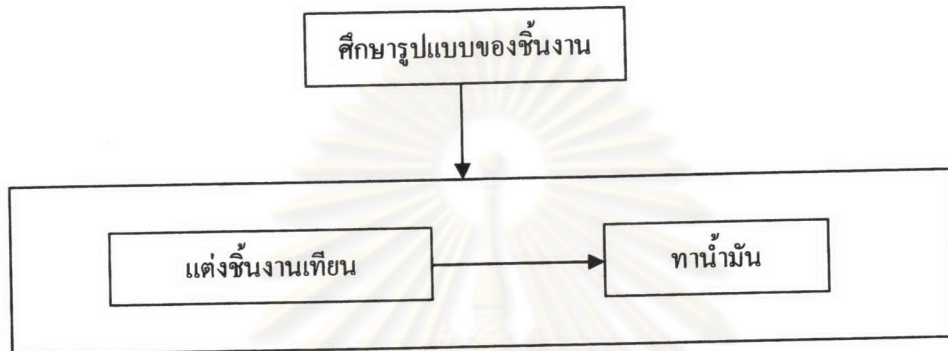 ศึกษารูปแบบของชิ้นงาน
แต่งชิ้นงานเทียน
ทาน้ำมัน